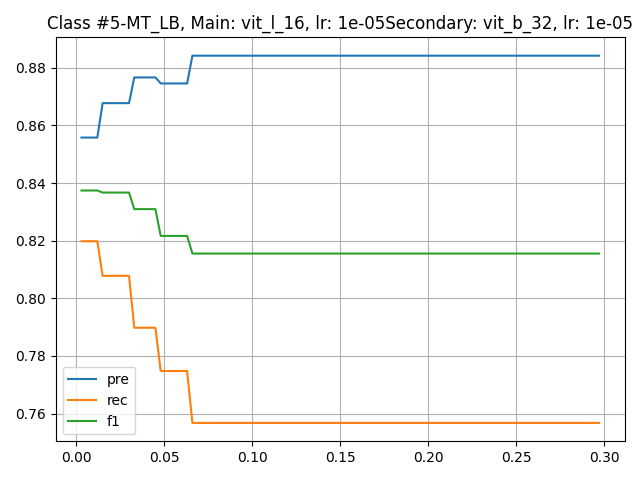 Class #5-MT_LB, Main: vit_l_16, lr: 1e-05Secondary: vit_b_32, lr: 1e-05
0.88
0.86
0.84
0.82
0.80
0.78
0.76
pre
rec
f1
0.00 0.05 0.10 0.15 0.20 0.25 0.30